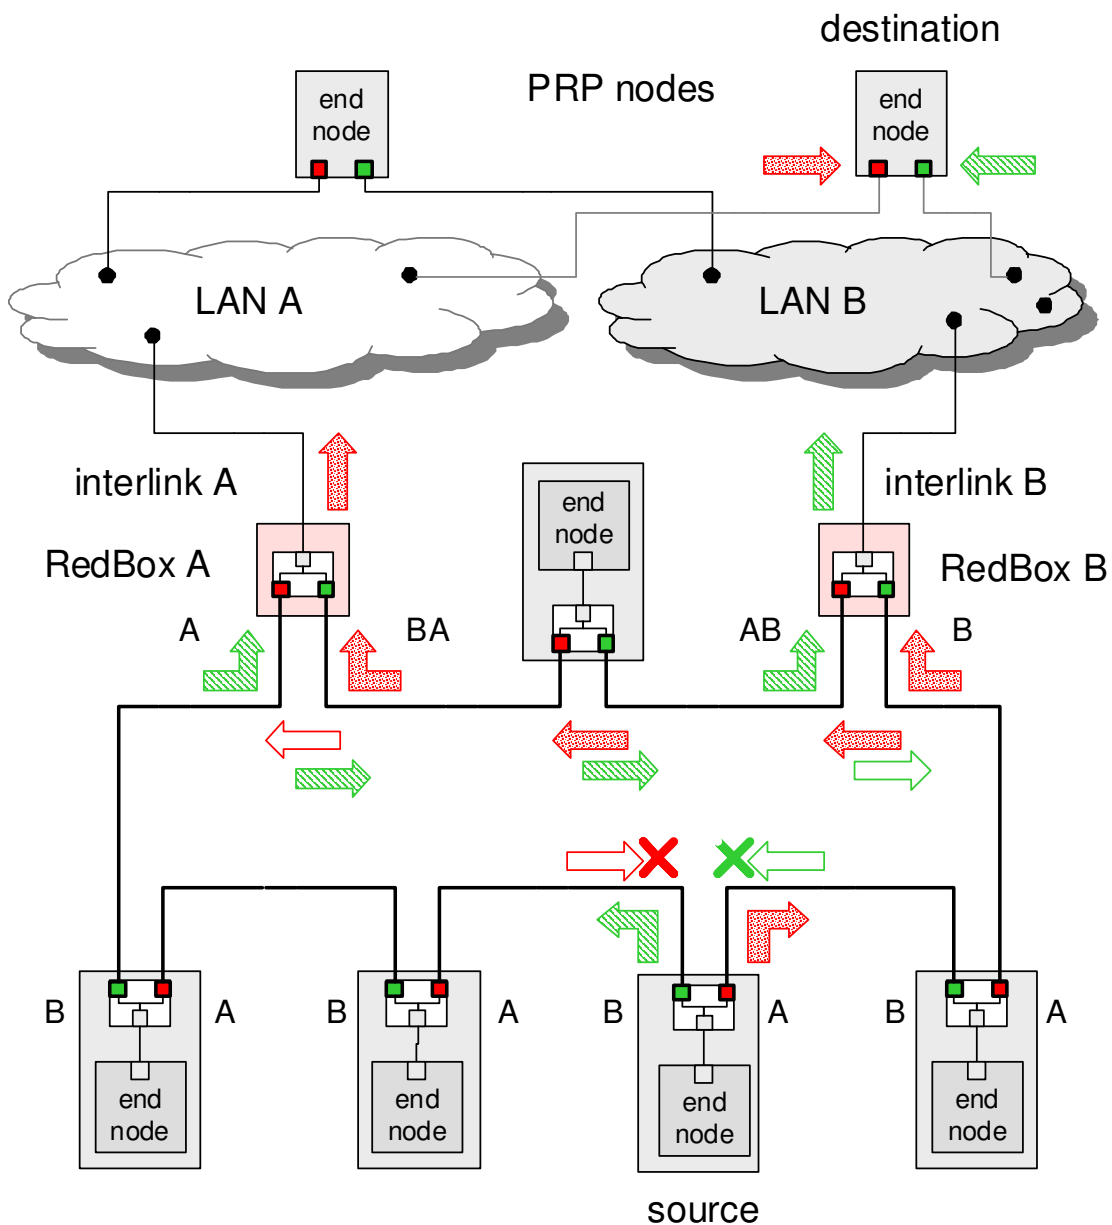 destination
PRP nodes
end
node
end
node
LAN A
LAN B
interlink A
interlink B
end
node
RedBox A
RedBox B
A
BA
AB
B
B
A
B
A
B
A
B
A
end
node
end
node
end
node
end
node
source